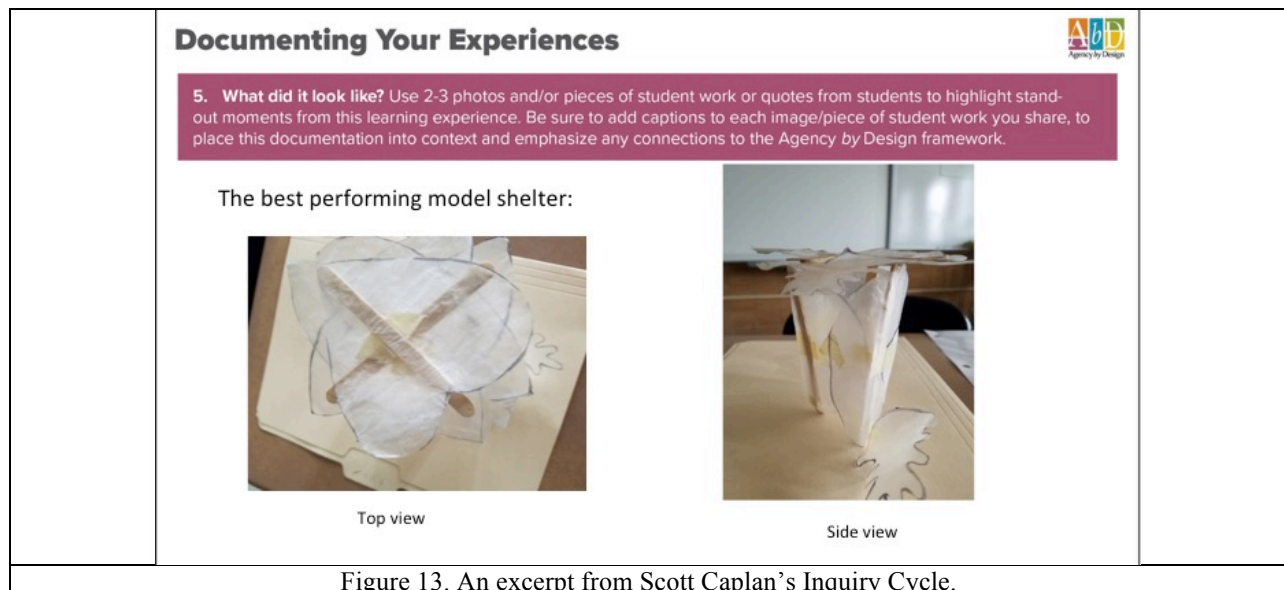 Documenting Your Experiences
AbD
Agency by Design
5. What did it look like? Use 2-3 photos and/or pieces of student work or quotes from students to highlight stand-
out moments from this learning experience. Be sure to add captions to each image/piece of student work you share, to
place this documentation into context and emphasize any connections to the Agency by Design framework.
The best performing model shelter:
Top view
Side view
Figure 13. An excerpt from Scott Caplan’s Inquiry Cycle.